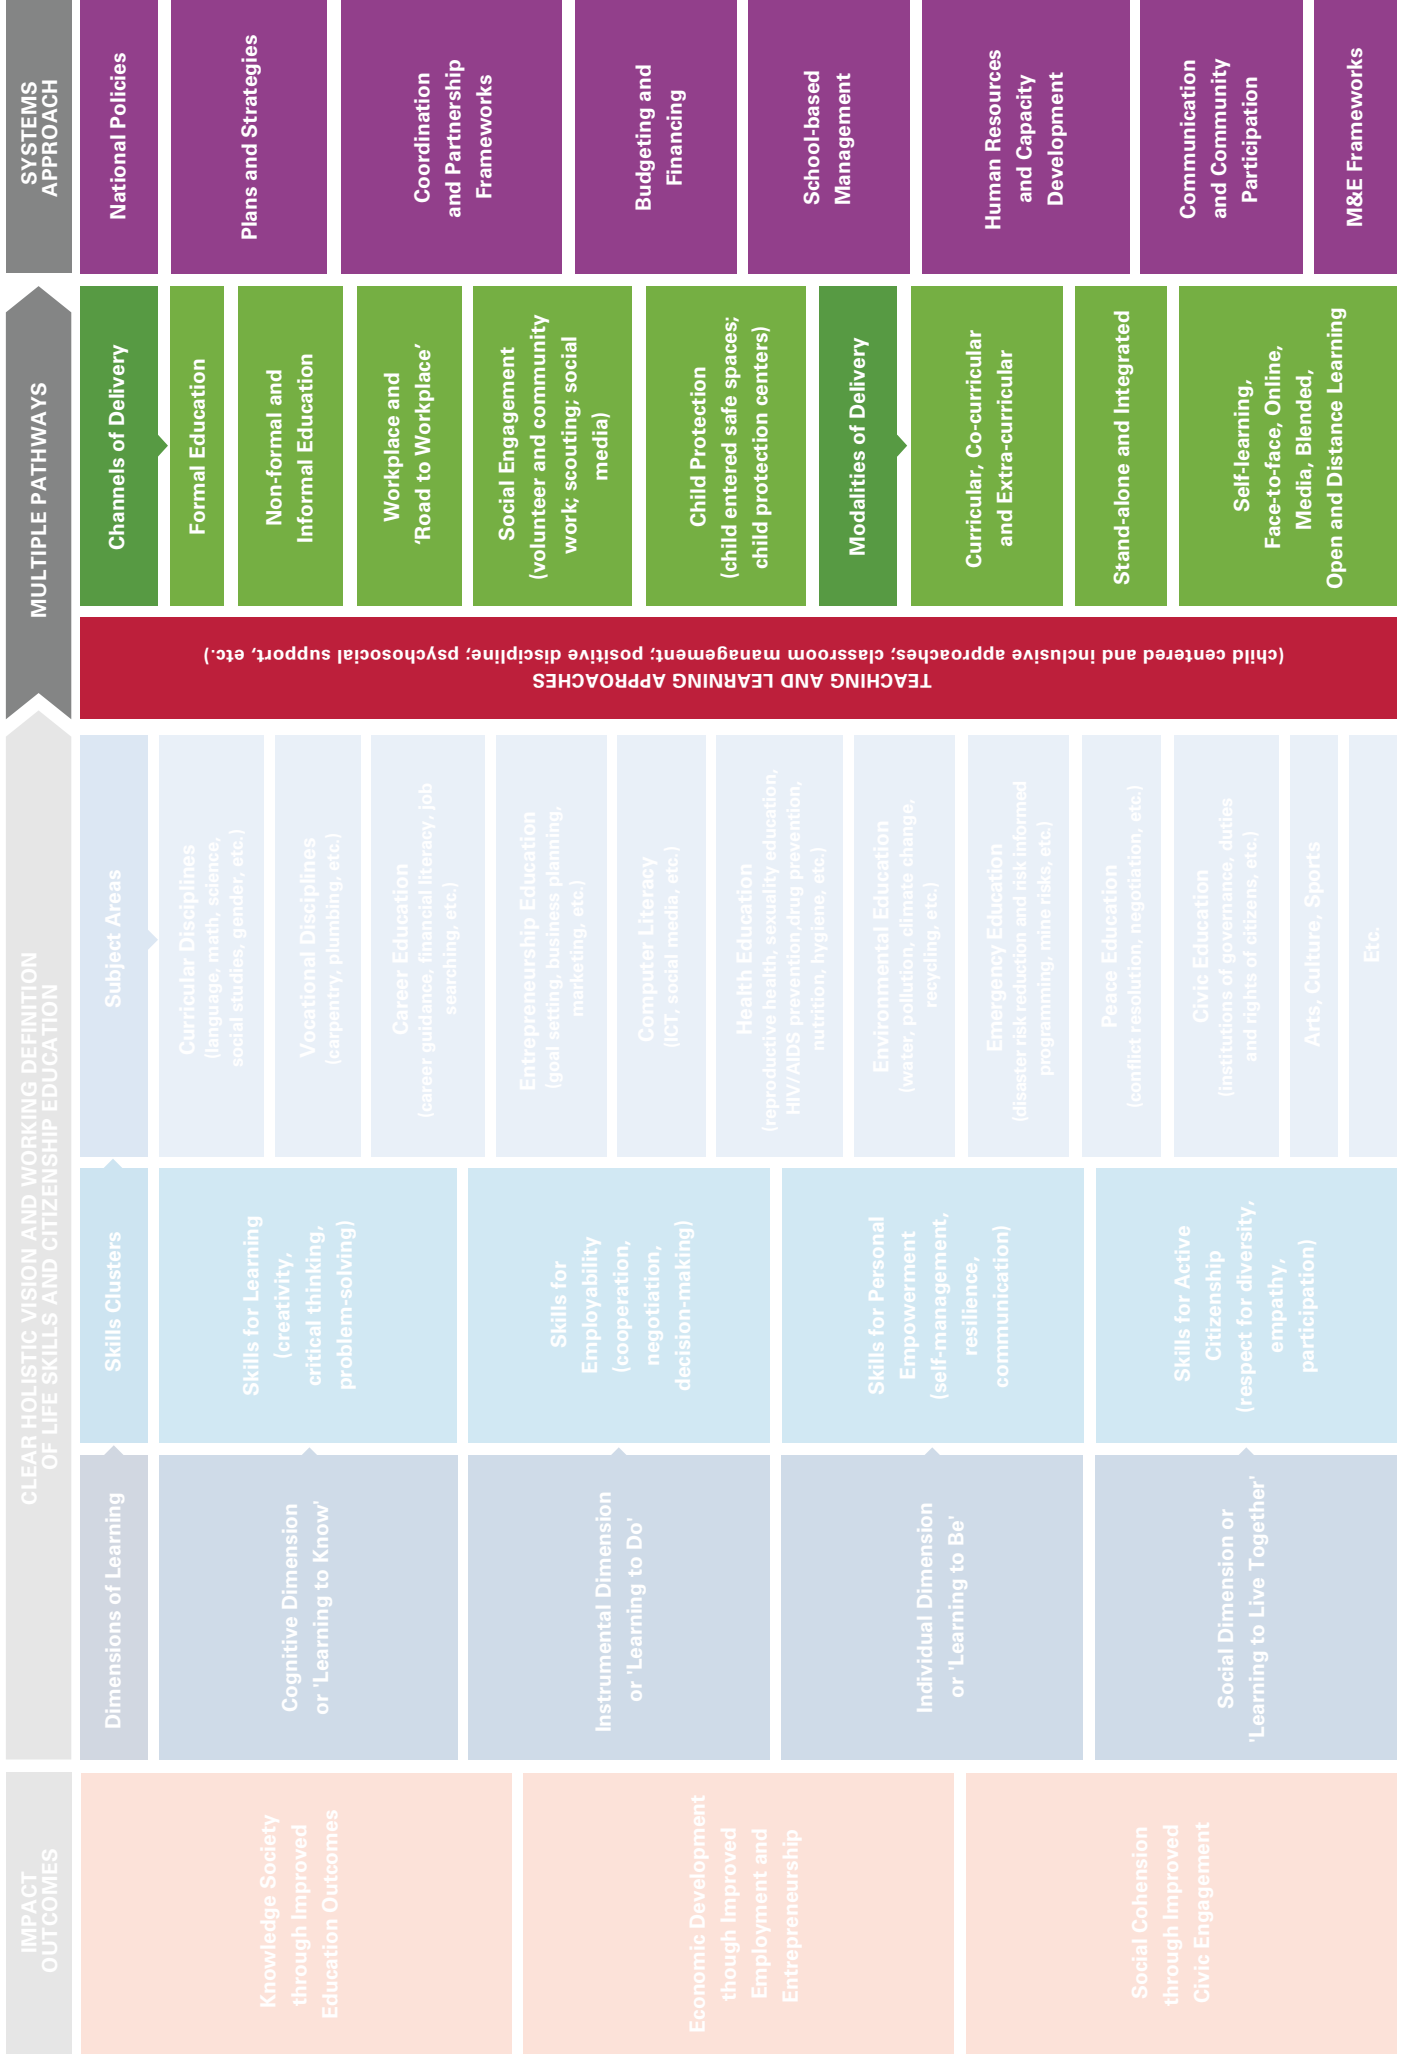 IMPACT
OUTCOMES
Knowledge Society
through Improved
Education Outcomes
Economic Development
though Improved
Employment and
Entrepreneurship
Social Cohension
through Improved
Civic Engagement
CLEAR HOLISTIC VISION AND WORKING DEFINITION
OF LIFE SKILLS AND CITIZENSHIP EDUCATION
Dimensions of Learning
Cognitive Dimension
or 'Learning to Know'
Instrumental Dimension
or 'Learning to Do'
Individual Dimension
or 'Learning to Be'
Social Dimension or
'Learning to Live Together'
Skills Clusters
Skills for Learning
(creativity,
critical thinking,
problem-solving)
Skills for
Employability
(cooperation,
negotiation,
decision-making)
Skills for Personal
Empowerment
(self-management,
resilience,
communication)
Skills for Active
Citizenship
(respect for diversity,
empathy,
participation)
Subject Areas
Curricular Disciplines
(language, math, science,
social studies, gender, etc.)
Vocational Disciplines
(carpentry, plumbing, etc.)
Career Education
(career guidance, financial literacy, job
searching, etc.)
Entrepreneurship Education
(goal setting, business planning,
marketing, etc.)
Computer Literacy
(ICT, social media, etc.)
Health Education
(reproductive health, sexuality education,
HIV/AIDS prevention,drug prevention,
nutrition, hygiene, etc.)
Environmental Education
(water, pollution, climate change,
recycling, etc.)
Emergency Education
(disaster risk reduction and risk informed
programming, mine risks, etc.)
Peace Education
(conflict resolution, negotiation, etc.)
Civic Education
(institutions of governance, duties
and rights of citizens, etc.)
Arts, Culture, Sports
Etc.
TEACHING AND LEARNING APPROACHES
(child centered and inclusive approaches; classroom management; positive discipline; psychosocial support, etc.)
MULTIPLE PATHWAYS
Channels of Delivery
Formal Education
Non-formal and
Informal Education
Workplace and
‘Road to Workplace’
Social Engagement
(volunteer and community
work; scouting; social
media)
Child Protection
(child entered safe spaces;
child protection centers)
Modalities of Delivery
Curricular, Co-curricular
and Extra-curricular
Stand-alone and Integrated
Self-learning,
Face-to-face, Online,
Media, Blended,
Open and Distance Learning
SYSTEMS
APPROACH
National Policies
Plans and Strategies
Coordination
and Partnership
Frameworks
Budgeting and
Financing
School-based
Management
Human Resources
and Capacity
Development
Communication
and Community
Participation
M&E Frameworks